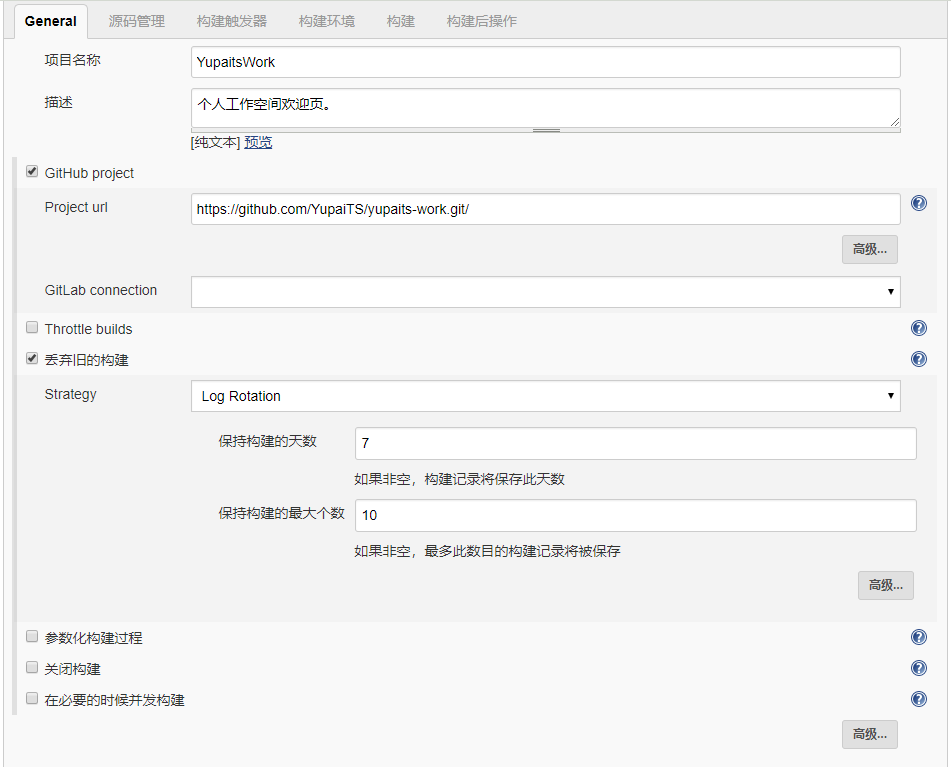 General 源码管理 构建触发器 构建环境 构建 构建后操作
项目名称 YupaitsWork
描述 个人工作空间欢迎页。
[纯文本] 预览
GitHub project
Project url https://github.com/YupaiTS/yupaits-work.git/
高级...
GitLab connection
Throttle builds
丢弃旧的构建
Strategy Log Rotation
保持构建的天数 7
如果非空，构建记录将保存此天数
保持构建的最大个数 10
如果非空，最多此数目的构建记录将被保存
高级...
参数化构建过程
关闭构建
在必要的时候并发构建
高级...